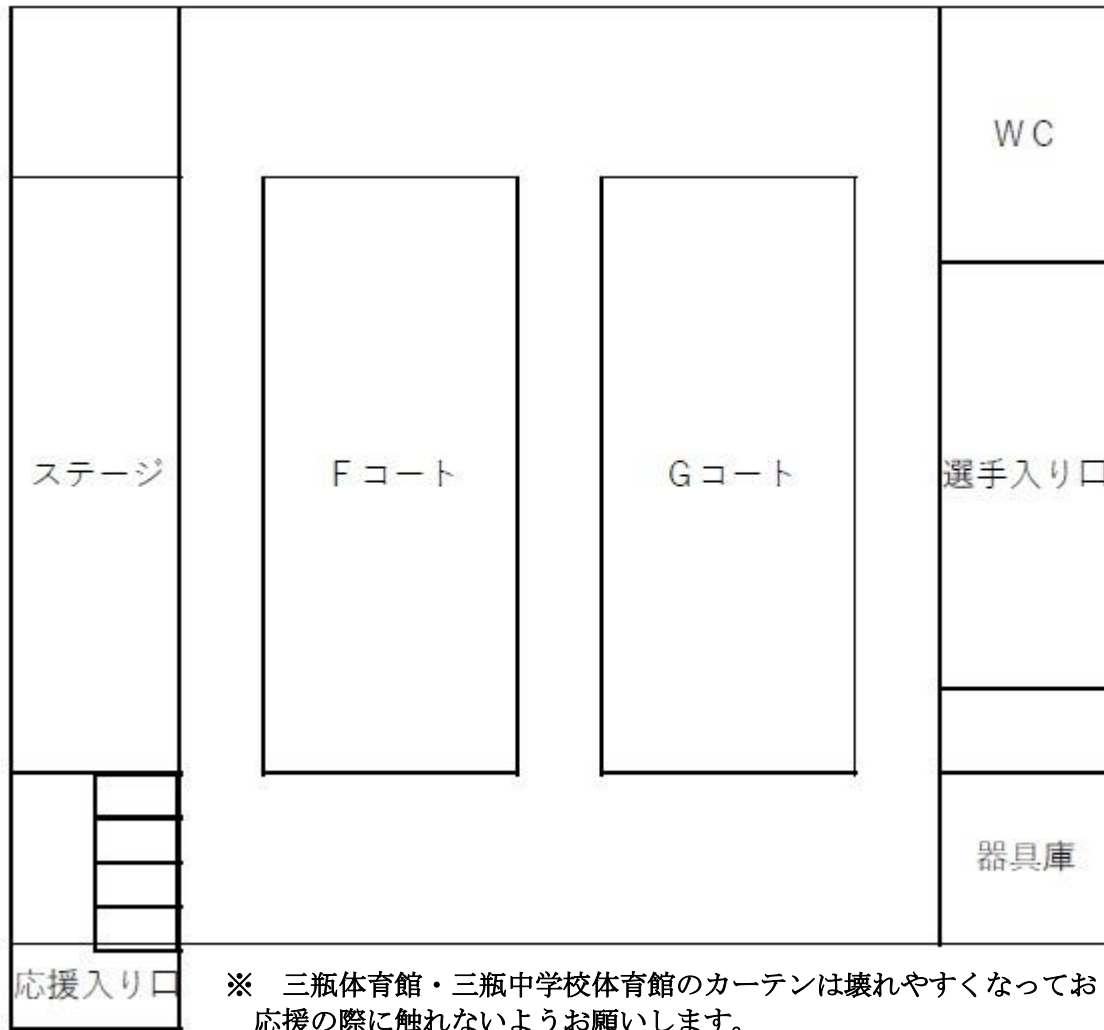 ＷＣ
ステージ
Ｆコート
Ｇコート
選手入り口
器具庫
応援入り口
※　三瓶体育館・三瓶中学校体育館のカーテンは壊れやすくなってお
応援の際に触れないようお願いします。